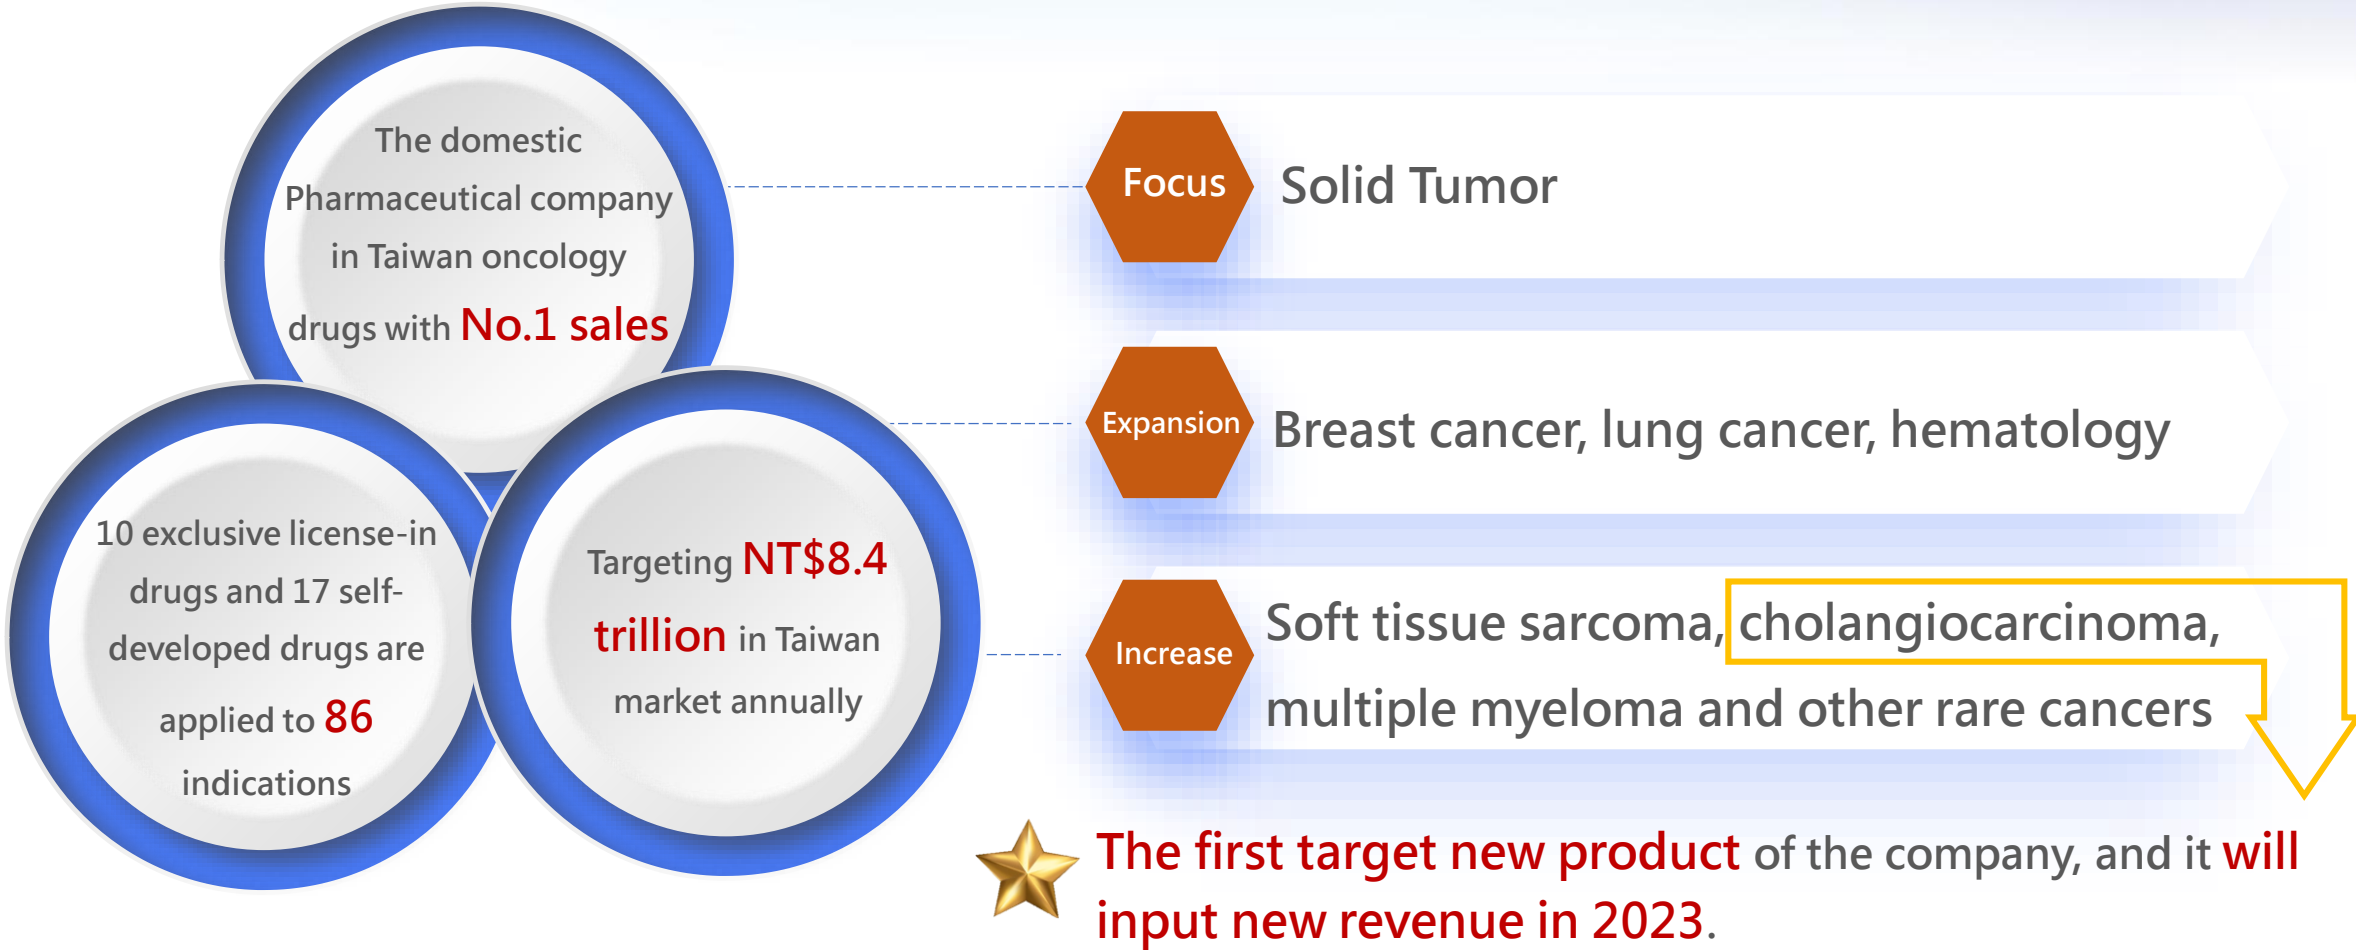 The domestic
Pharmaceutical company
in Taiwan oncology
drugs with No.1 sales
10 exclusive license-in
drugs and 17 self-
developed drugs are
applied to 86
indications
Targeting NT$8.4
trillion in Taiwan
market annually
Focus
Solid Tumor
Expansion
Breast cancer, lung cancer, hematology
Increase
Soft tissue sarcoma, cholangiocarcinoma,
multiple myeloma and other rare cancers
The first target new product of the company, and it will
input new revenue in 2023.